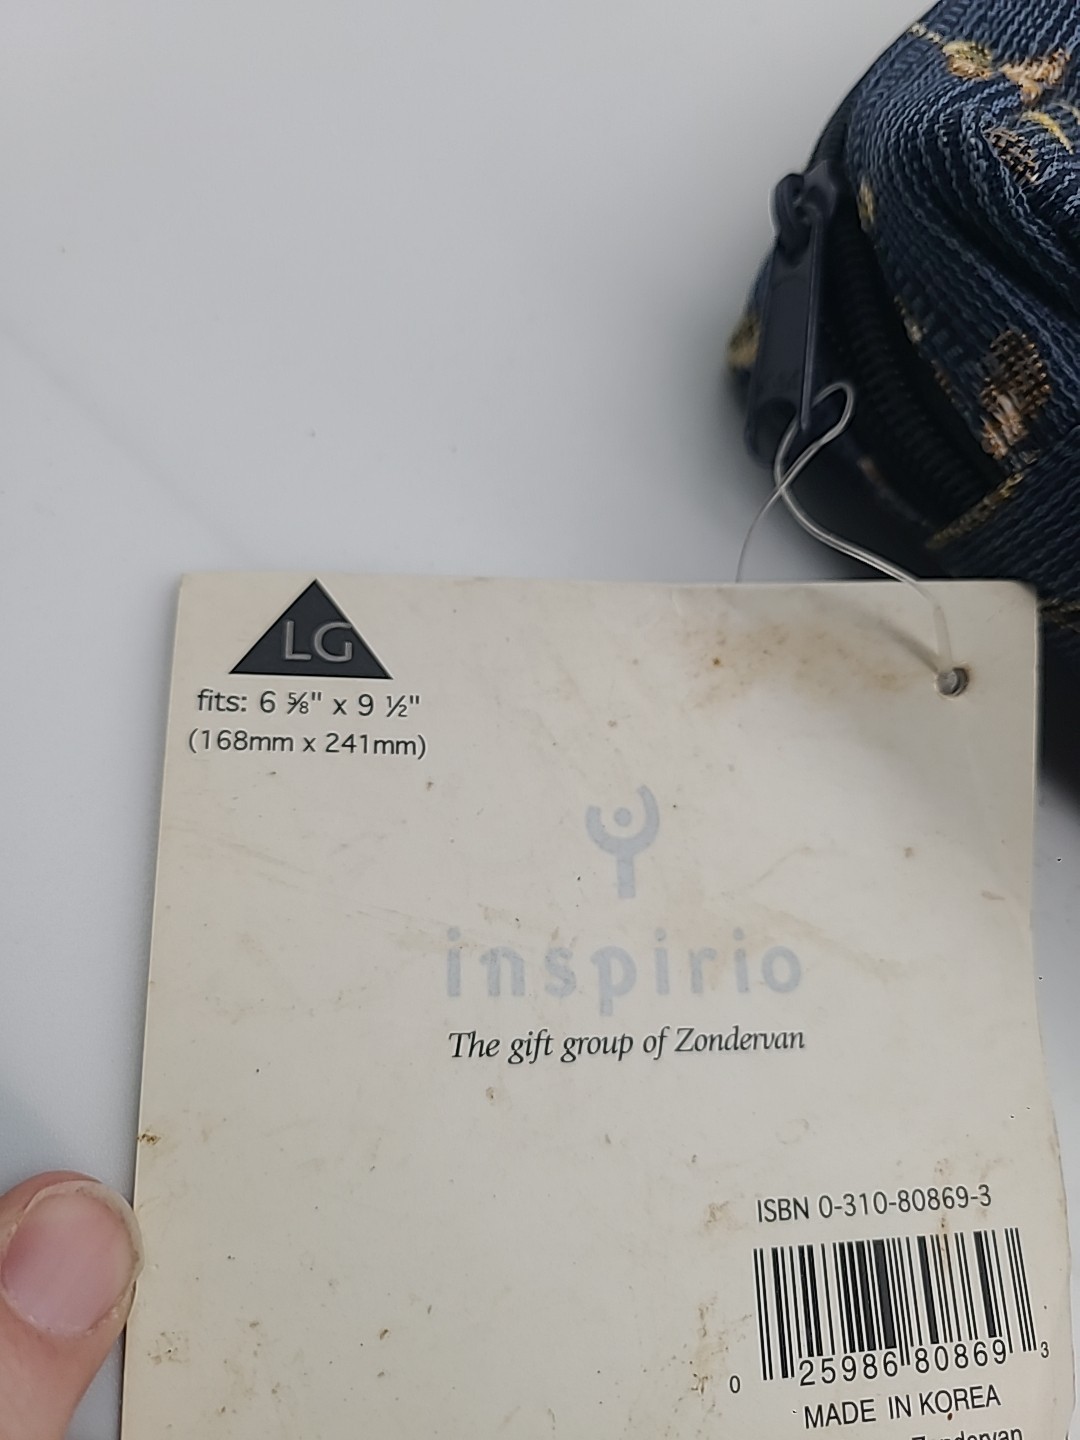 LG
fits: 6 ⅝" x 9 ½"
(168mm x 241mm)
inspirio
The gift group of Zondervan
ISBN 0-310-80869-3
0 25986 80869 3
MADE IN KOREA
Zondervan